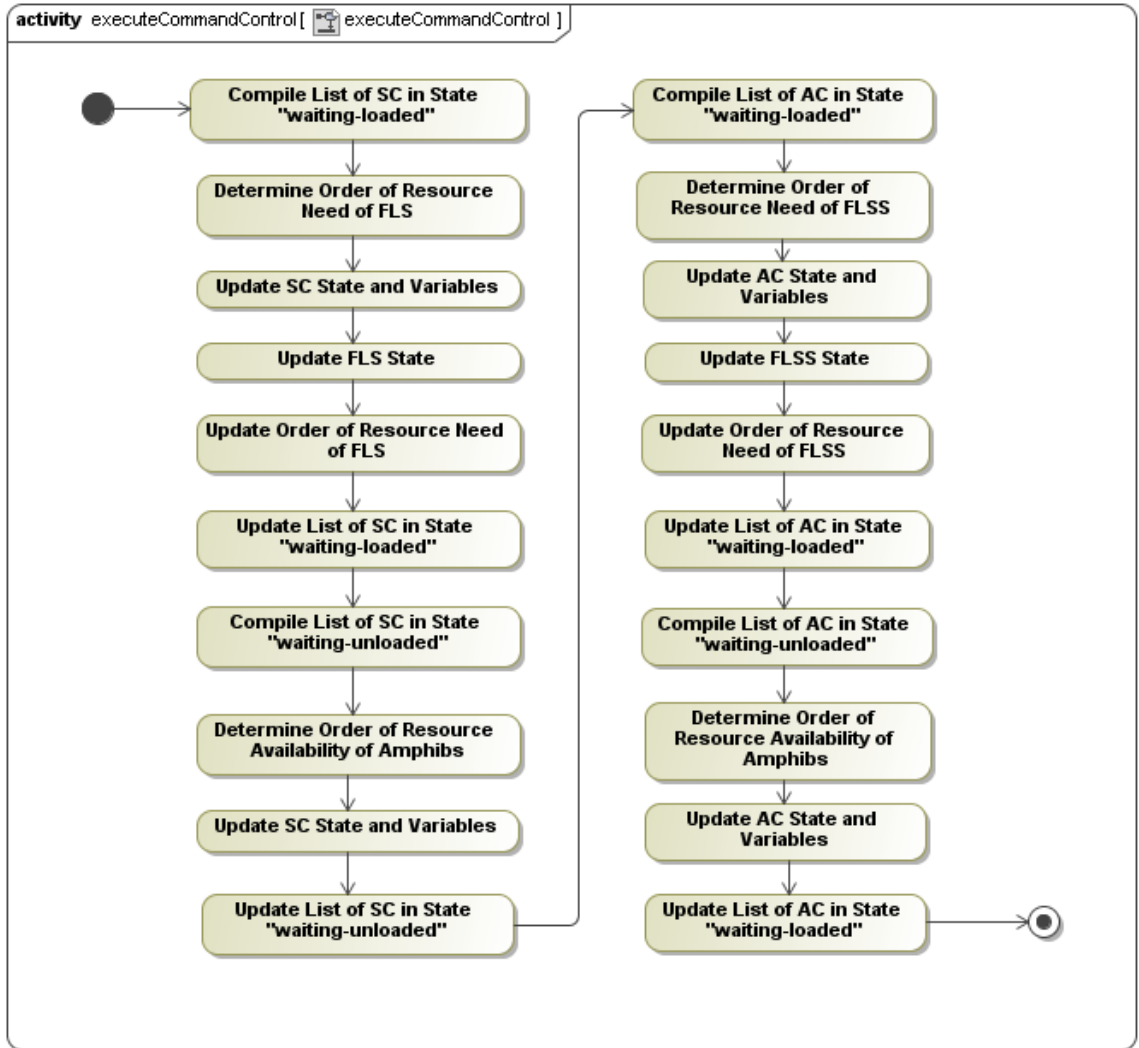 activity executeCommandControl[ executeCommandControl ]
Compile List of SC in State
"waiting-loaded"
Determine Order of Resource
Need of FLS
Update SC State and Variables
Update FLS State
Update Order of Resource Need
of FLS
Update List of SC in State
"waiting-loaded"
Compile List of SC in State
"waiting-unloaded"
Determine Order of Resource
Availability of Amphibs
Update SC State and Variables
Update List of SC in State
"waiting-unloaded"
Compile List of AC in State
"waiting-loaded"
Determine Order of
Resource Need of FLSS
Update AC State and
Variables
Update FLSS State
Update Order of Resource
Need of FLSS
Update List of AC in State
"waiting-loaded"
Compile List of AC in State
"waiting-unloaded"
Determine Order of
Resource Availability of
Amphibs
Update AC State and
Variables
Update List of AC in State
"waiting-loaded"